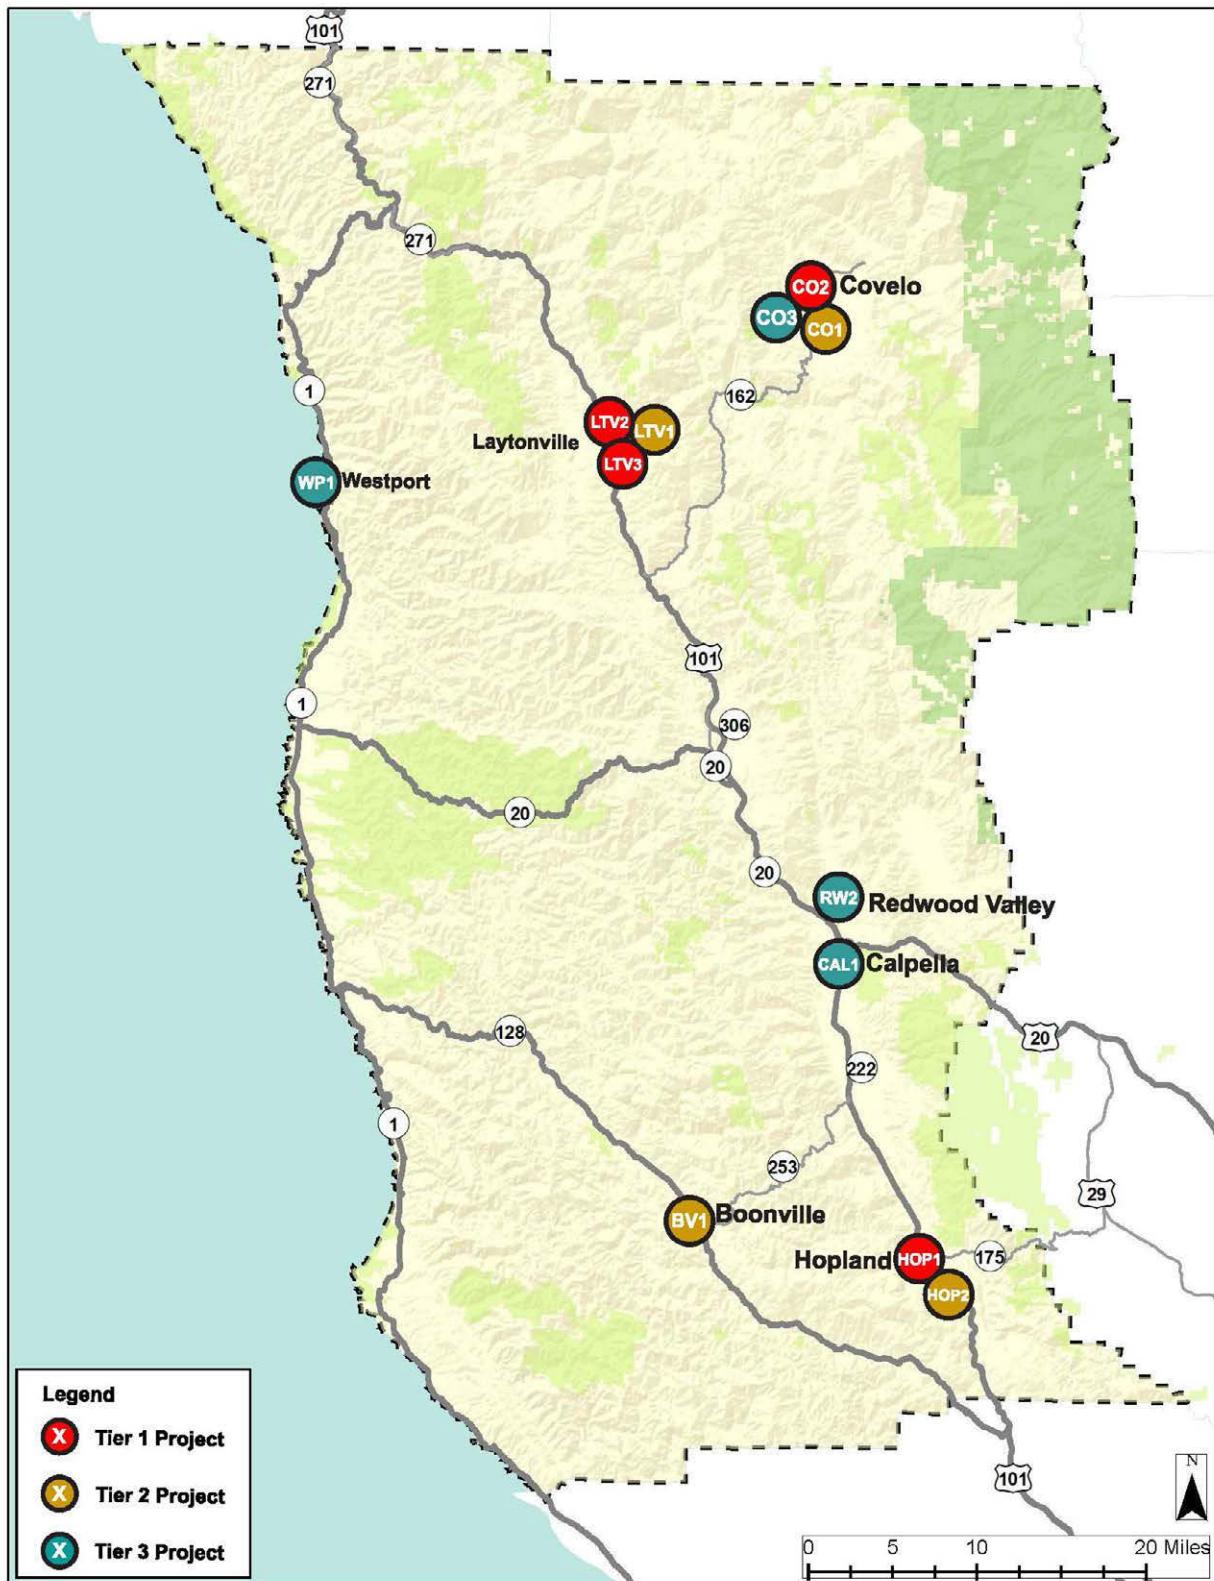 101
271
271
CO2 Covelo
CO3
CO1
1
162
LTV2
LTV1
Laytonville
LTV3
WP1 Westport
101
1
306
20
20
20
RW2 Redwood Valley
CAL1 Calpella
128
20
222
1
253
29
BV1 Boonville
Hopland HOP1
175
HOP2
Legend
X Tier 1 Project
X Tier 2 Project
X Tier 3 Project
101
N
0 5 10 20 Miles